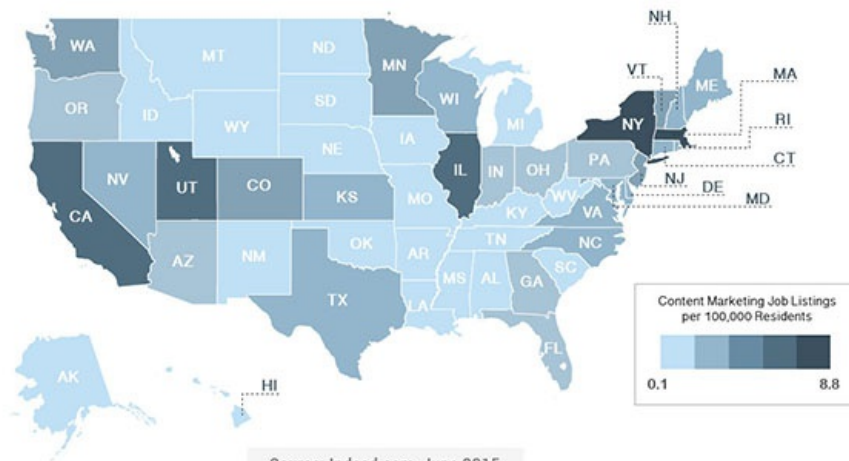 NH
WA
MT
ND
MN
VT
ME
MA
OR
ID
SD
WI
WY
MI
NY
RI
IA
NE
PA
CT
NV
IL
IN
OH
NJ
UT
CO
DE
CA
KS
MO
WV
VA
MD
KY
NC
OK
TN
AZ
NM
AR
SC
MS
AL
GA
TX
LA
FL
AK
HI
Content Marketing Job Listings
per 100,000 Residents
0.1
8.8